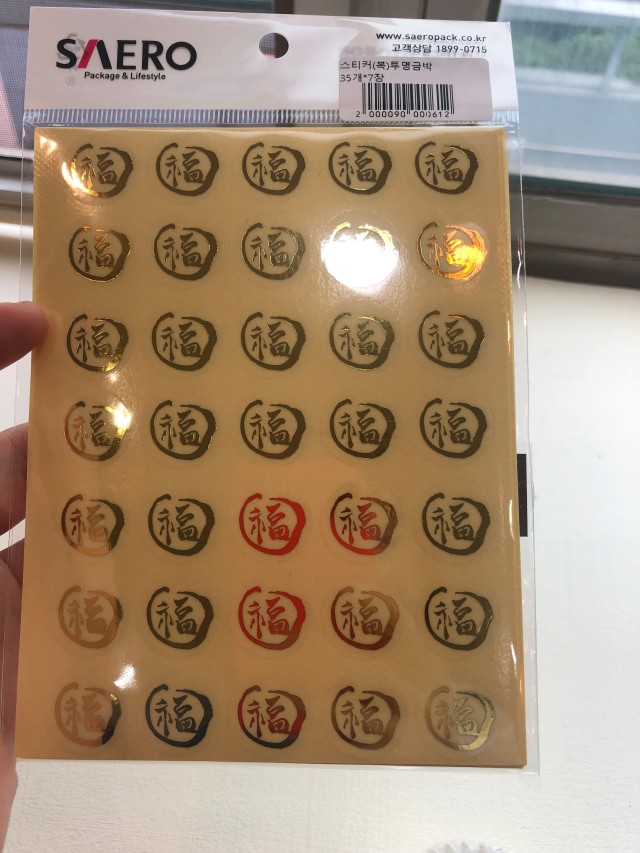 SAERO
Package & Lifestyle
www.saeropack.co.kr
고객상담 1899-0715
스티커(복)투명금박
35개*7장
2 000090 000612
福 福 福 福 福
福 福 福 福 福
福 福 福 福 福
福 福 福 福 福
福 福 福 福 福
福 福 福 福 福
福 福 福 福 福